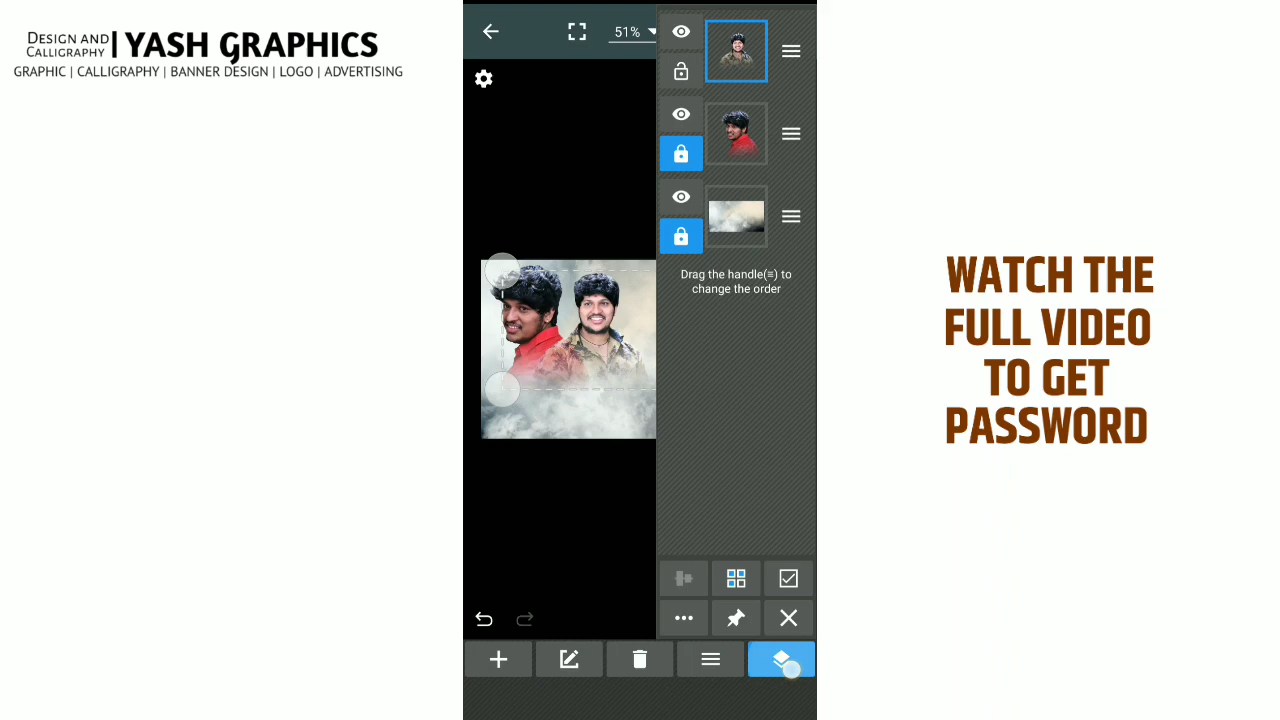 DESIGN AND
CALLIGRAPHY
YASH GRAPHICS
GRAPHIC | CALLIGRAPHY | BANNER DESIGN | LOGO | ADVERTISING
51%
Drag the handle(≡) to
change the order
WATCH THE
FULL VIDEO
TO GET
PASSWORD